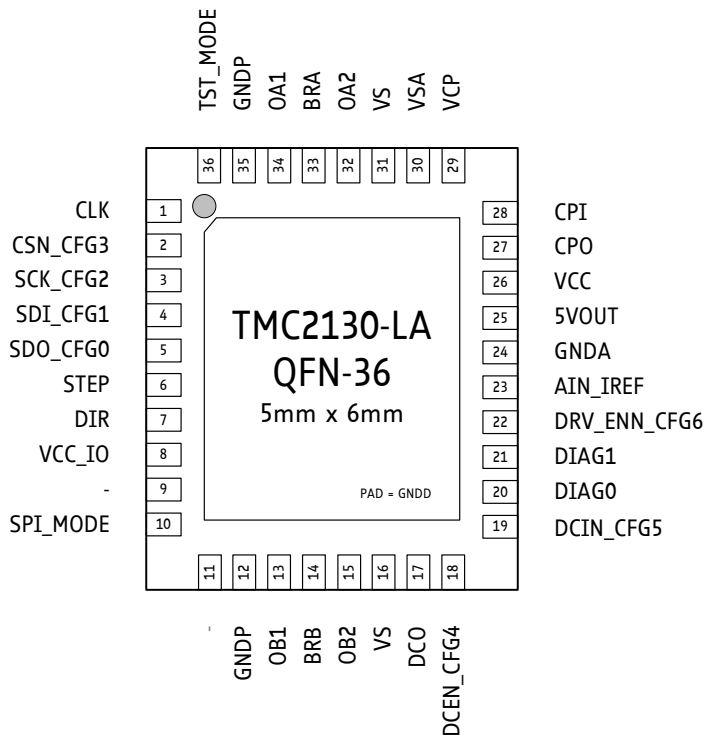 TST_MODE
GNDP
OA1
BRA
OA2
VS
VSA
VCP
36
35
34
33
32
31
30
29
CLK 1
CSN_CFG3 2
SCK_CFG2 3
SDI_CFG1 4
SDO_CFG0 5
STEP 6
DIR 7
VCC_IO 8
- 9
SPI_MODE 10
TMC2130-LA
QFN-36
5mm x 6mm
PAD = GNDD
28 CPI
27 CPO
26 VCC
25 5VOUT
24 GNDA
23 AIN_IREF
22 DRV_ENN_CFG6
21 DIAG1
20 DIAG0
19 DCIN_CFG5
11
12
13
14
15
16
17
18
-
GNDP
OB1
BRB
OB2
VS
DCO
DCEN_CFG4